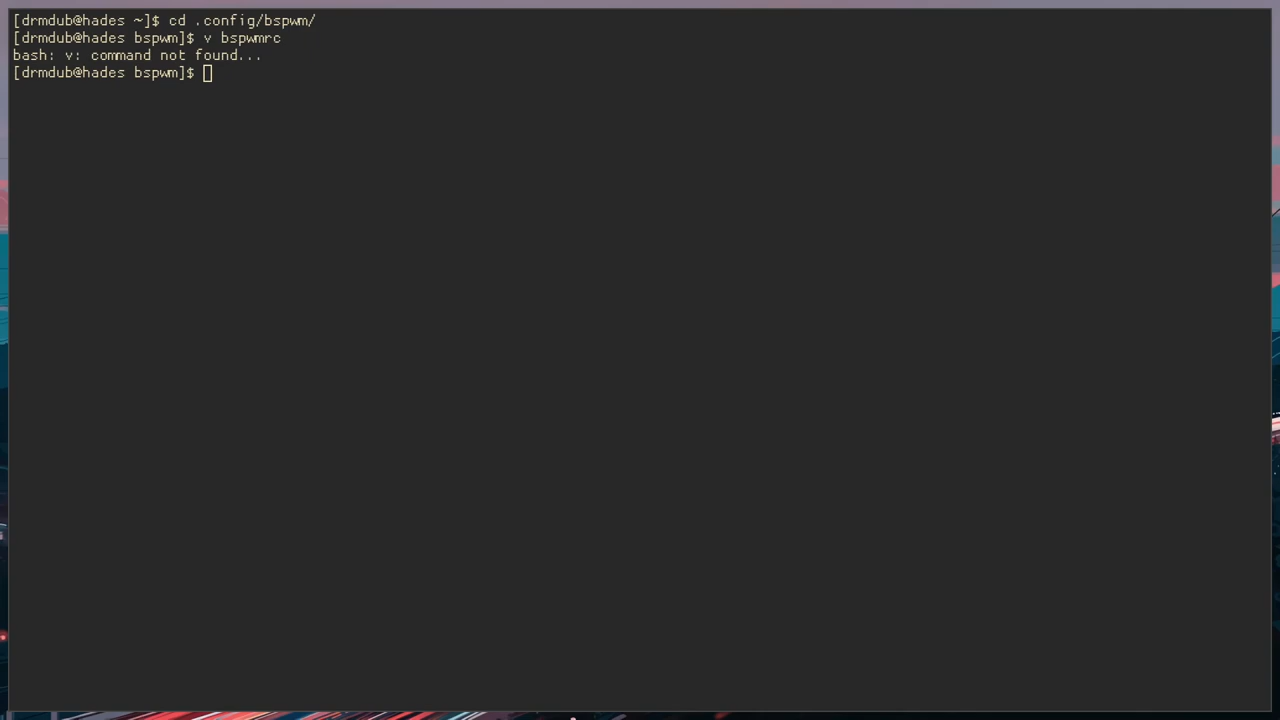 [drmdub@hades ~]$ cd .config/bspwm/
[drmdub@hades bspwm]$ v bspwmrc
bash: v: command not found...
[drmdub@hades bspwm]$